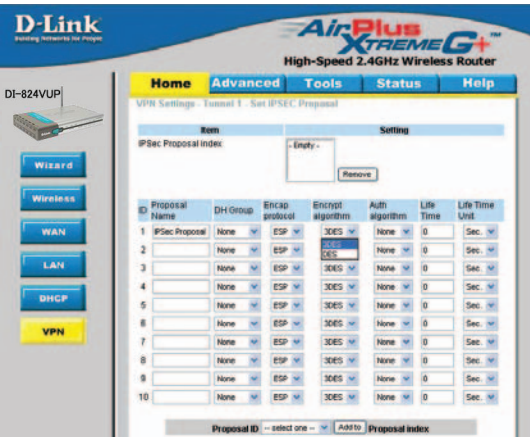 D-Link
Building Networks for People
AirPlus
XTREME G+™
High-Speed 2.4GHz Wireless Router
DI-824VUP
Home Advanced Tools Status Help
VPN Settings - Tunnel 1 - Set IPSEC Proposal
Item Setting
IPSec Proposal index
- Empty -
Remove
Wizard
Wireless
WAN
LAN
DHCP
VPN
ID Proposal Name DH Group Encap protocol Encrypt algorithm Auth algorithm Life Time Life Time Unit
1 IPSec Proposal None ESP 3DES None 0 Sec.
3DES
DES
2 None ESP None 0 Sec.
3 None ESP 3DES None 0 Sec.
4 None ESP 3DES None 0 Sec.
5 None ESP 3DES None 0 Sec.
6 None ESP 3DES None 0 Sec.
7 None ESP 3DES None 0 Sec.
8 None ESP 3DES None 0 Sec.
9 None ESP 3DES None 0 Sec.
10 None ESP 3DES None 0 Sec.
Proposal ID -- select one -- Add to Proposal index